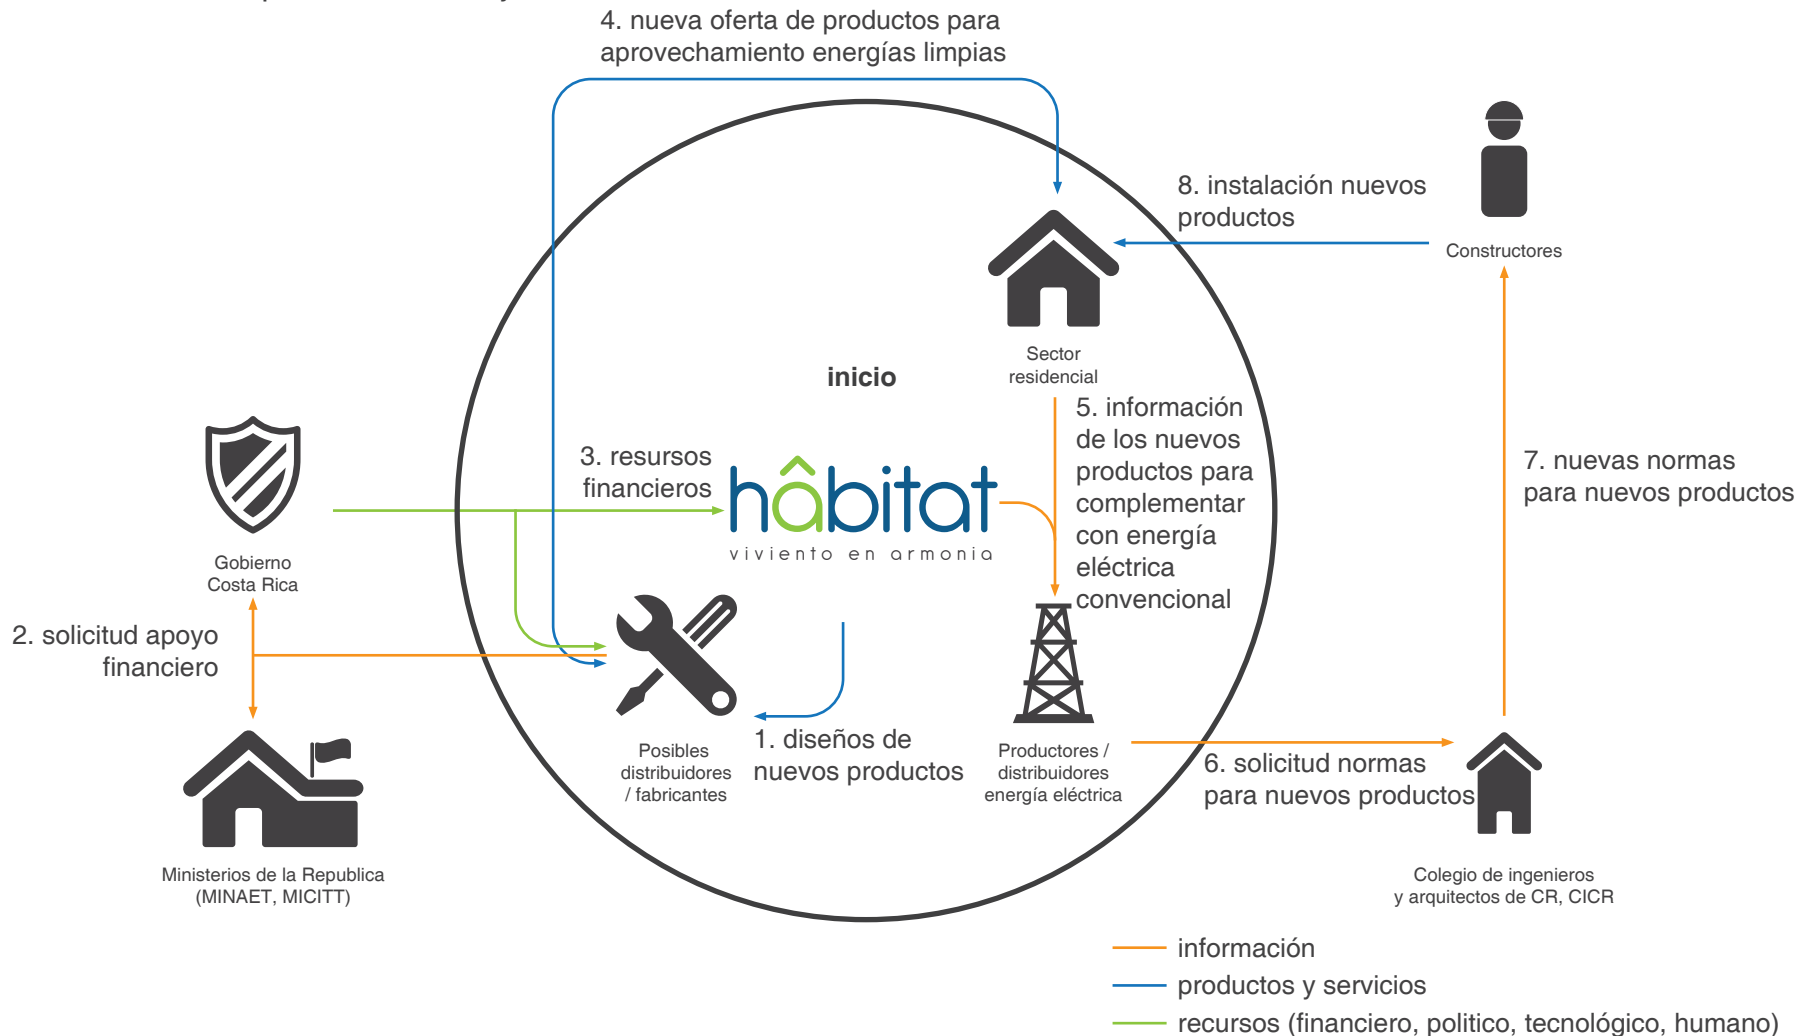 4. nueva oferta de productos para
aprovechamiento energías limpias
8. instalación nuevos
productos
Constructores
Sector
residencial
inicio
5. información
de los nuevos
productos para
complementar
con energía
eléctrica
convencional
3. resursos
financieros
hâbitat
viviento en armonia
7. nuevas normas
para nuevos productos
Gobierno
Costa Rica
2. solicitud apoyo
financiero
1. diseños de
nuevos productos
Posibles
distribuidores
/ fabricantes
Productores /
distribuidores
energía eléctrica
6. solicitud normas
para nuevos productos
Ministerios de la Republica
(MINAET, MICITT)
Colegio de ingenieros
y arquitectos de CR, CICR
información
productos y servicios
recursos (financiero, politico, tecnológico, humano)